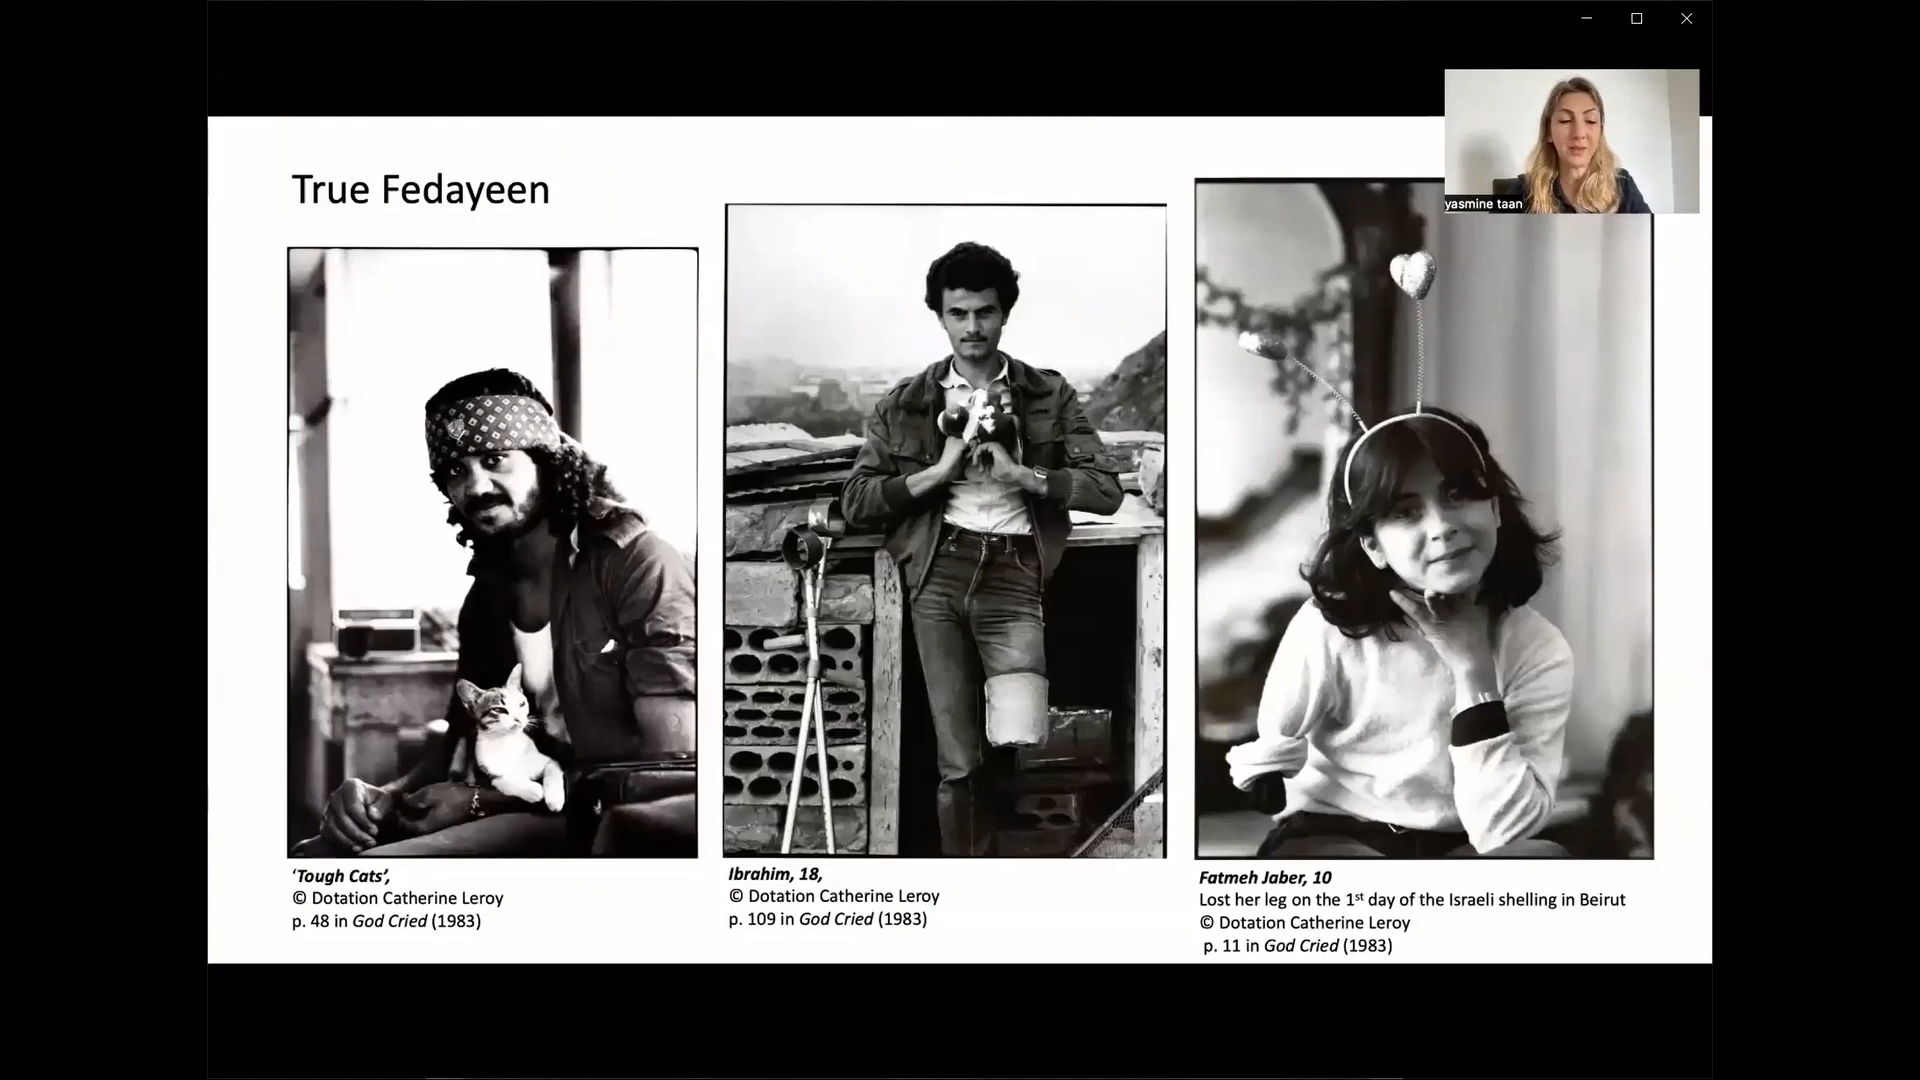 yasmine taan
True Fedayeen
'Tough Cats',
© Dotation Catherine Leroy
p. 48 in God Cried (1983)
Ibrahim, 18,
© Dotation Catherine Leroy
p. 109 in God Cried (1983)
Fatmeh Jaber, 10
Lost her leg on the 1st day of the Israeli shelling in Beirut
© Dotation Catherine Leroy
p. 11 in God Cried (1983)